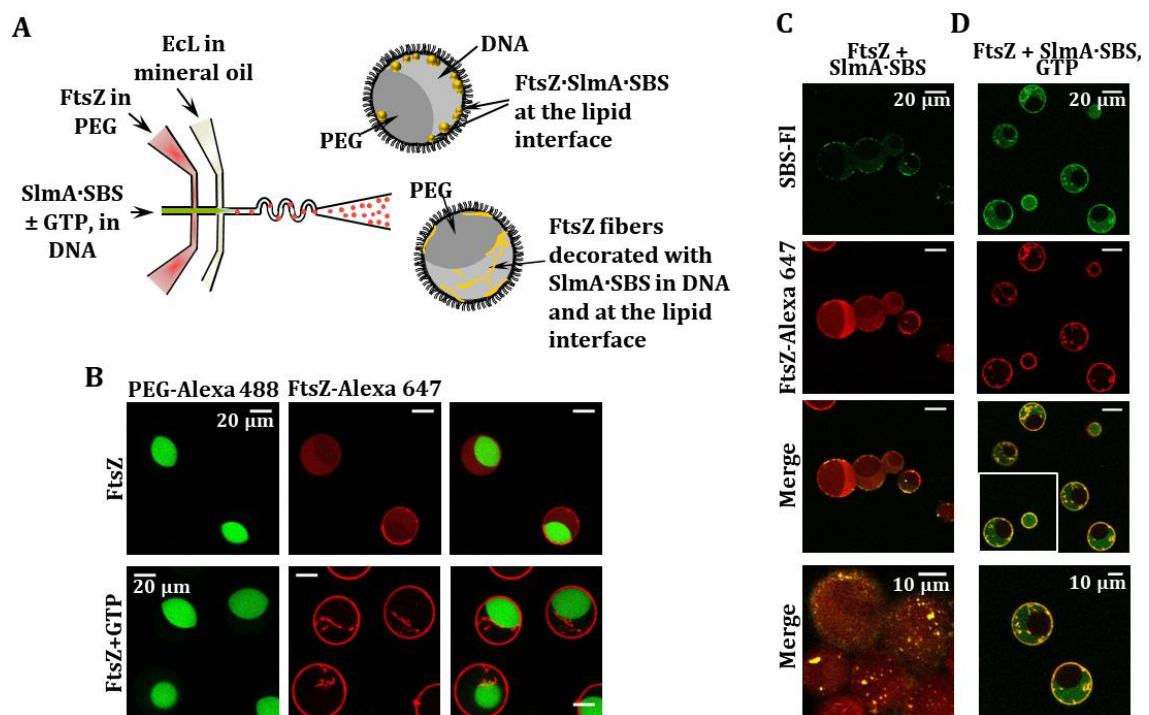 A
EcL in
mineral oil
FtsZ in
PEG
SlmA·SBS
± GTP, in
DNA
DNA
FtsZ·SlmA·SBS
at the lipid
interface
PEG
PEG
FtsZ fibers
decorated with
SlmA·SBS in DNA
and at the lipid
interface
B
PEG-Alexa 488
FtsZ-Alexa 647
20 µm
FtsZ
20 µm
FtsZ+GTP
C
FtsZ +
SlmA·SBS
20 µm
SBS-Fl
FtsZ-Alexa 647
Merge
Merge
10 µm
D
FtsZ + SlmA·SBS,
GTP
20 µm
10 µm